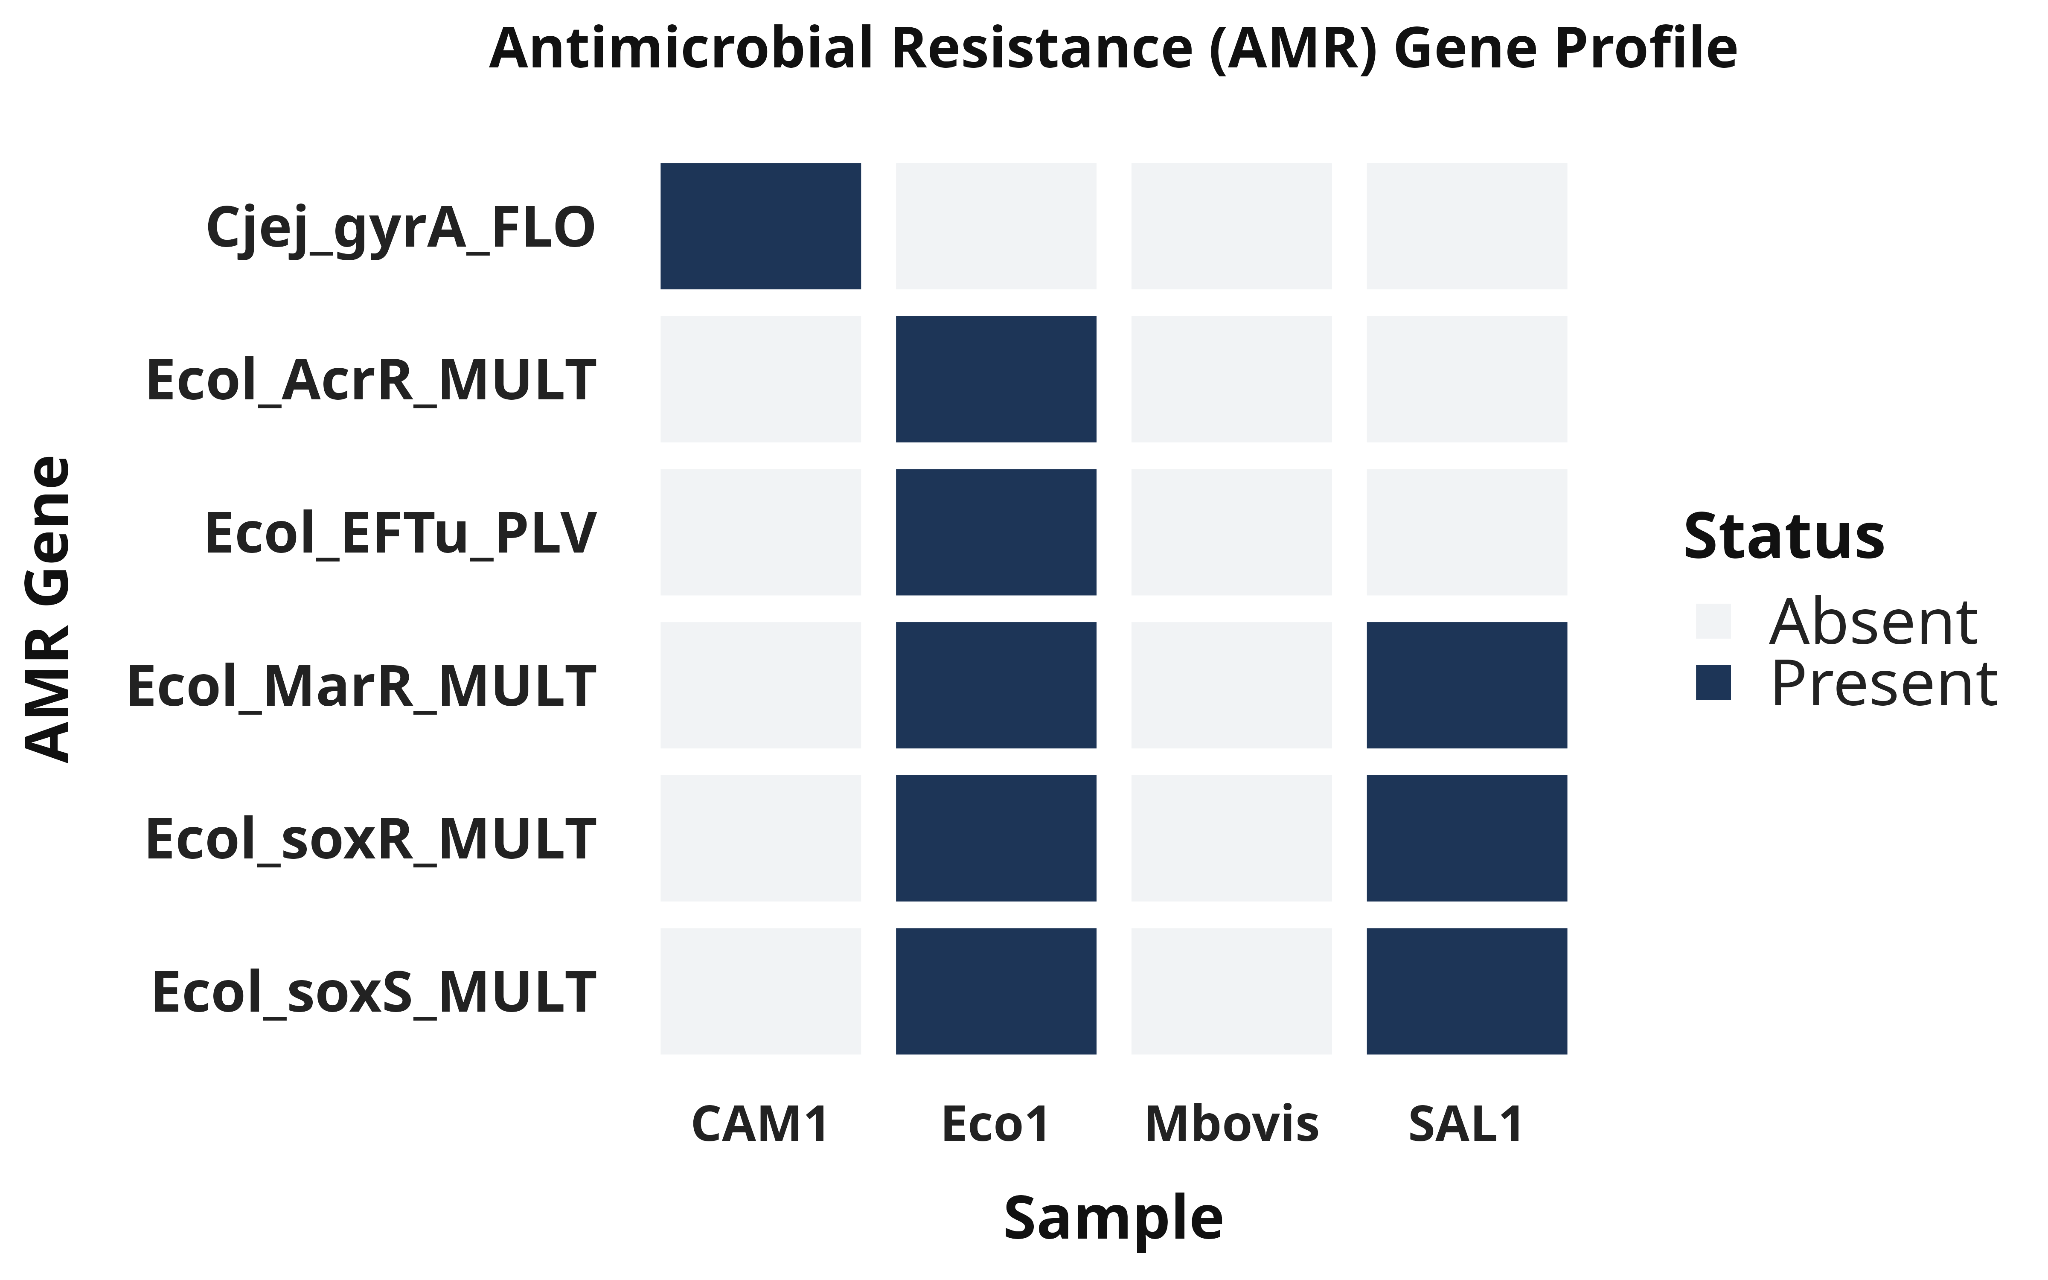 Antimicrobial Resistance (AMR) Gene Profile
AMR Gene
Cjej_gyrA_FLO
Ecol_AcrR_MULT
Ecol_EFTu_PLV
Ecol_MarR_MULT
Ecol_soxR_MULT
Ecol_soxS_MULT
CAM1 Eco1 Mbovis SAL1
Sample
Status
Absent
Present